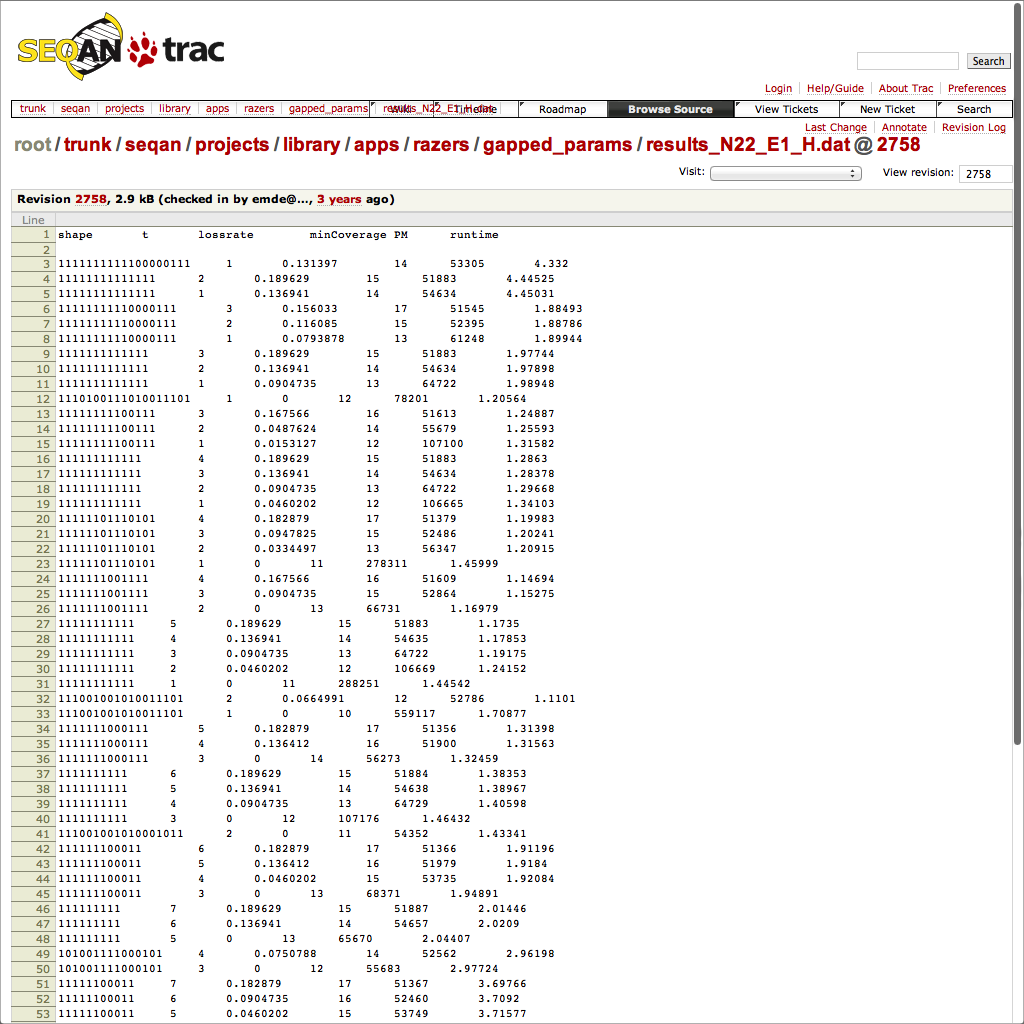 SEQAN trac
Search
Login Help/Guide About Trac Preferences
trunk seqan projects library apps razers gapped_params results_N22_E1_H.dat Wiki Timeline Roadmap Browse Source View Tickets New Ticket Search
Last Change Annotate Revision Log
root/trunk/seqan/projects/library/apps/razers/gapped_params/results_N22_E1_H.dat @ 2758
Visit: View revision: 2758
Revision 2758, 2.9 kB (checked in by emde@…, 3 years ago)
Line
1 shape t lossrate minCoverage PM runtime
2
3 1111111111100000111 1 0.131397 14 53305 4.332
4 11111111111111 2 0.189629 15 51883 4.44525
5 11111111111111 1 0.136941 14 54634 4.45031
6 11111111110000111 3 0.156033 17 51545 1.88493
7 11111111110000111 2 0.116085 15 52395 1.88786
8 11111111110000111 1 0.0793878 13 61248 1.89944
9 1111111111111 3 0.189629 15 51883 1.97744
10 1111111111111 2 0.136941 14 54634 1.97898
11 1111111111111 1 0.0904735 13 64722 1.98948
12 1110100111010011101 1 0 12 78201 1.20564
13 11111111100111 3 0.167566 16 51613 1.24887
14 11111111100111 2 0.0487624 14 55679 1.25593
15 11111111100111 1 0.0153127 12 107100 1.31582
16 111111111111 4 0.189629 15 51883 1.2863
17 111111111111 3 0.136941 14 54634 1.28378
18 111111111111 2 0.0904735 13 64722 1.29668
19 111111111111 1 0.0460202 12 106665 1.34103
20 11111101110101 4 0.182879 17 51379 1.19983
21 11111101110101 3 0.0947825 15 52486 1.20241
22 11111101110101 2 0.0334497 13 56347 1.20915
23 11111101110101 1 0 11 278311 1.45999
24 1111111001111 4 0.167566 16 51609 1.14694
25 1111111001111 3 0.0904735 15 52864 1.15275
26 1111111001111 2 0 13 66731 1.16979
27 11111111111 5 0.189629 15 51883 1.1735
28 11111111111 4 0.136941 14 54635 1.17853
29 11111111111 3 0.0904735 13 64722 1.19175
30 11111111111 2 0.0460202 12 106669 1.24152
31 11111111111 1 0 11 288251 1.44542
32 111001001010011101 2 0.0664991 12 52786 1.1101
33 111001001010011101 1 0 10 559117 1.70877
34 1111111000111 5 0.182879 17 51356 1.31398
35 1111111000111 4 0.136412 16 51900 1.31563
36 1111111000111 3 0 14 56273 1.32459
37 1111111111 6 0.189629 15 51884 1.38353
38 1111111111 5 0.136941 14 54638 1.38967
39 1111111111 4 0.0904735 13 64729 1.40598
40 1111111111 3 0 12 107176 1.46432
41 111001001010001011 2 0 11 54352 1.43341
42 111111100011 6 0.182879 17 51366 1.91196
43 111111100011 5 0.136412 16 51979 1.9184
44 111111100011 4 0.0460202 15 53735 1.92084
45 111111100011 3 0 13 68371 1.94891
46 111111111 7 0.189629 15 51887 2.01446
47 111111111 6 0.136941 14 54657 2.0209
48 111111111 5 0 13 65670 2.04407
49 101001111000101 4 0.0750788 14 52562 2.96198
50 101001111000101 3 0 12 55683 2.97724
51 11111100011 7 0.182879 17 51367 3.69766
52 11111100011 6 0.0904735 16 52460 3.7092
53 11111100011 5 0.0460202 15 53749 3.71577